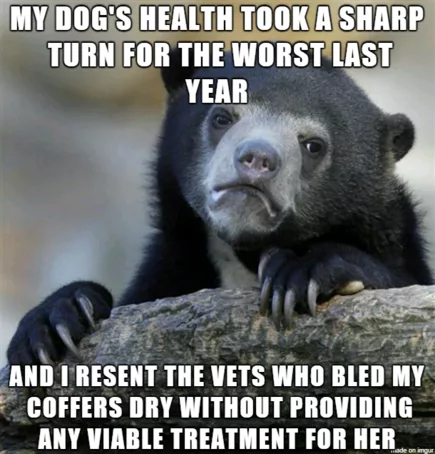 MY DOG'S HEALTH TOOK A SHARP
TURN FOR THE WORST LAST
YEAR
AND I RESENT THE VETS WHO BLED MY
COFFERS DRY WITHOUT PROVIDING
ANY VIABLE TREATMENT FOR HER
made on imgur